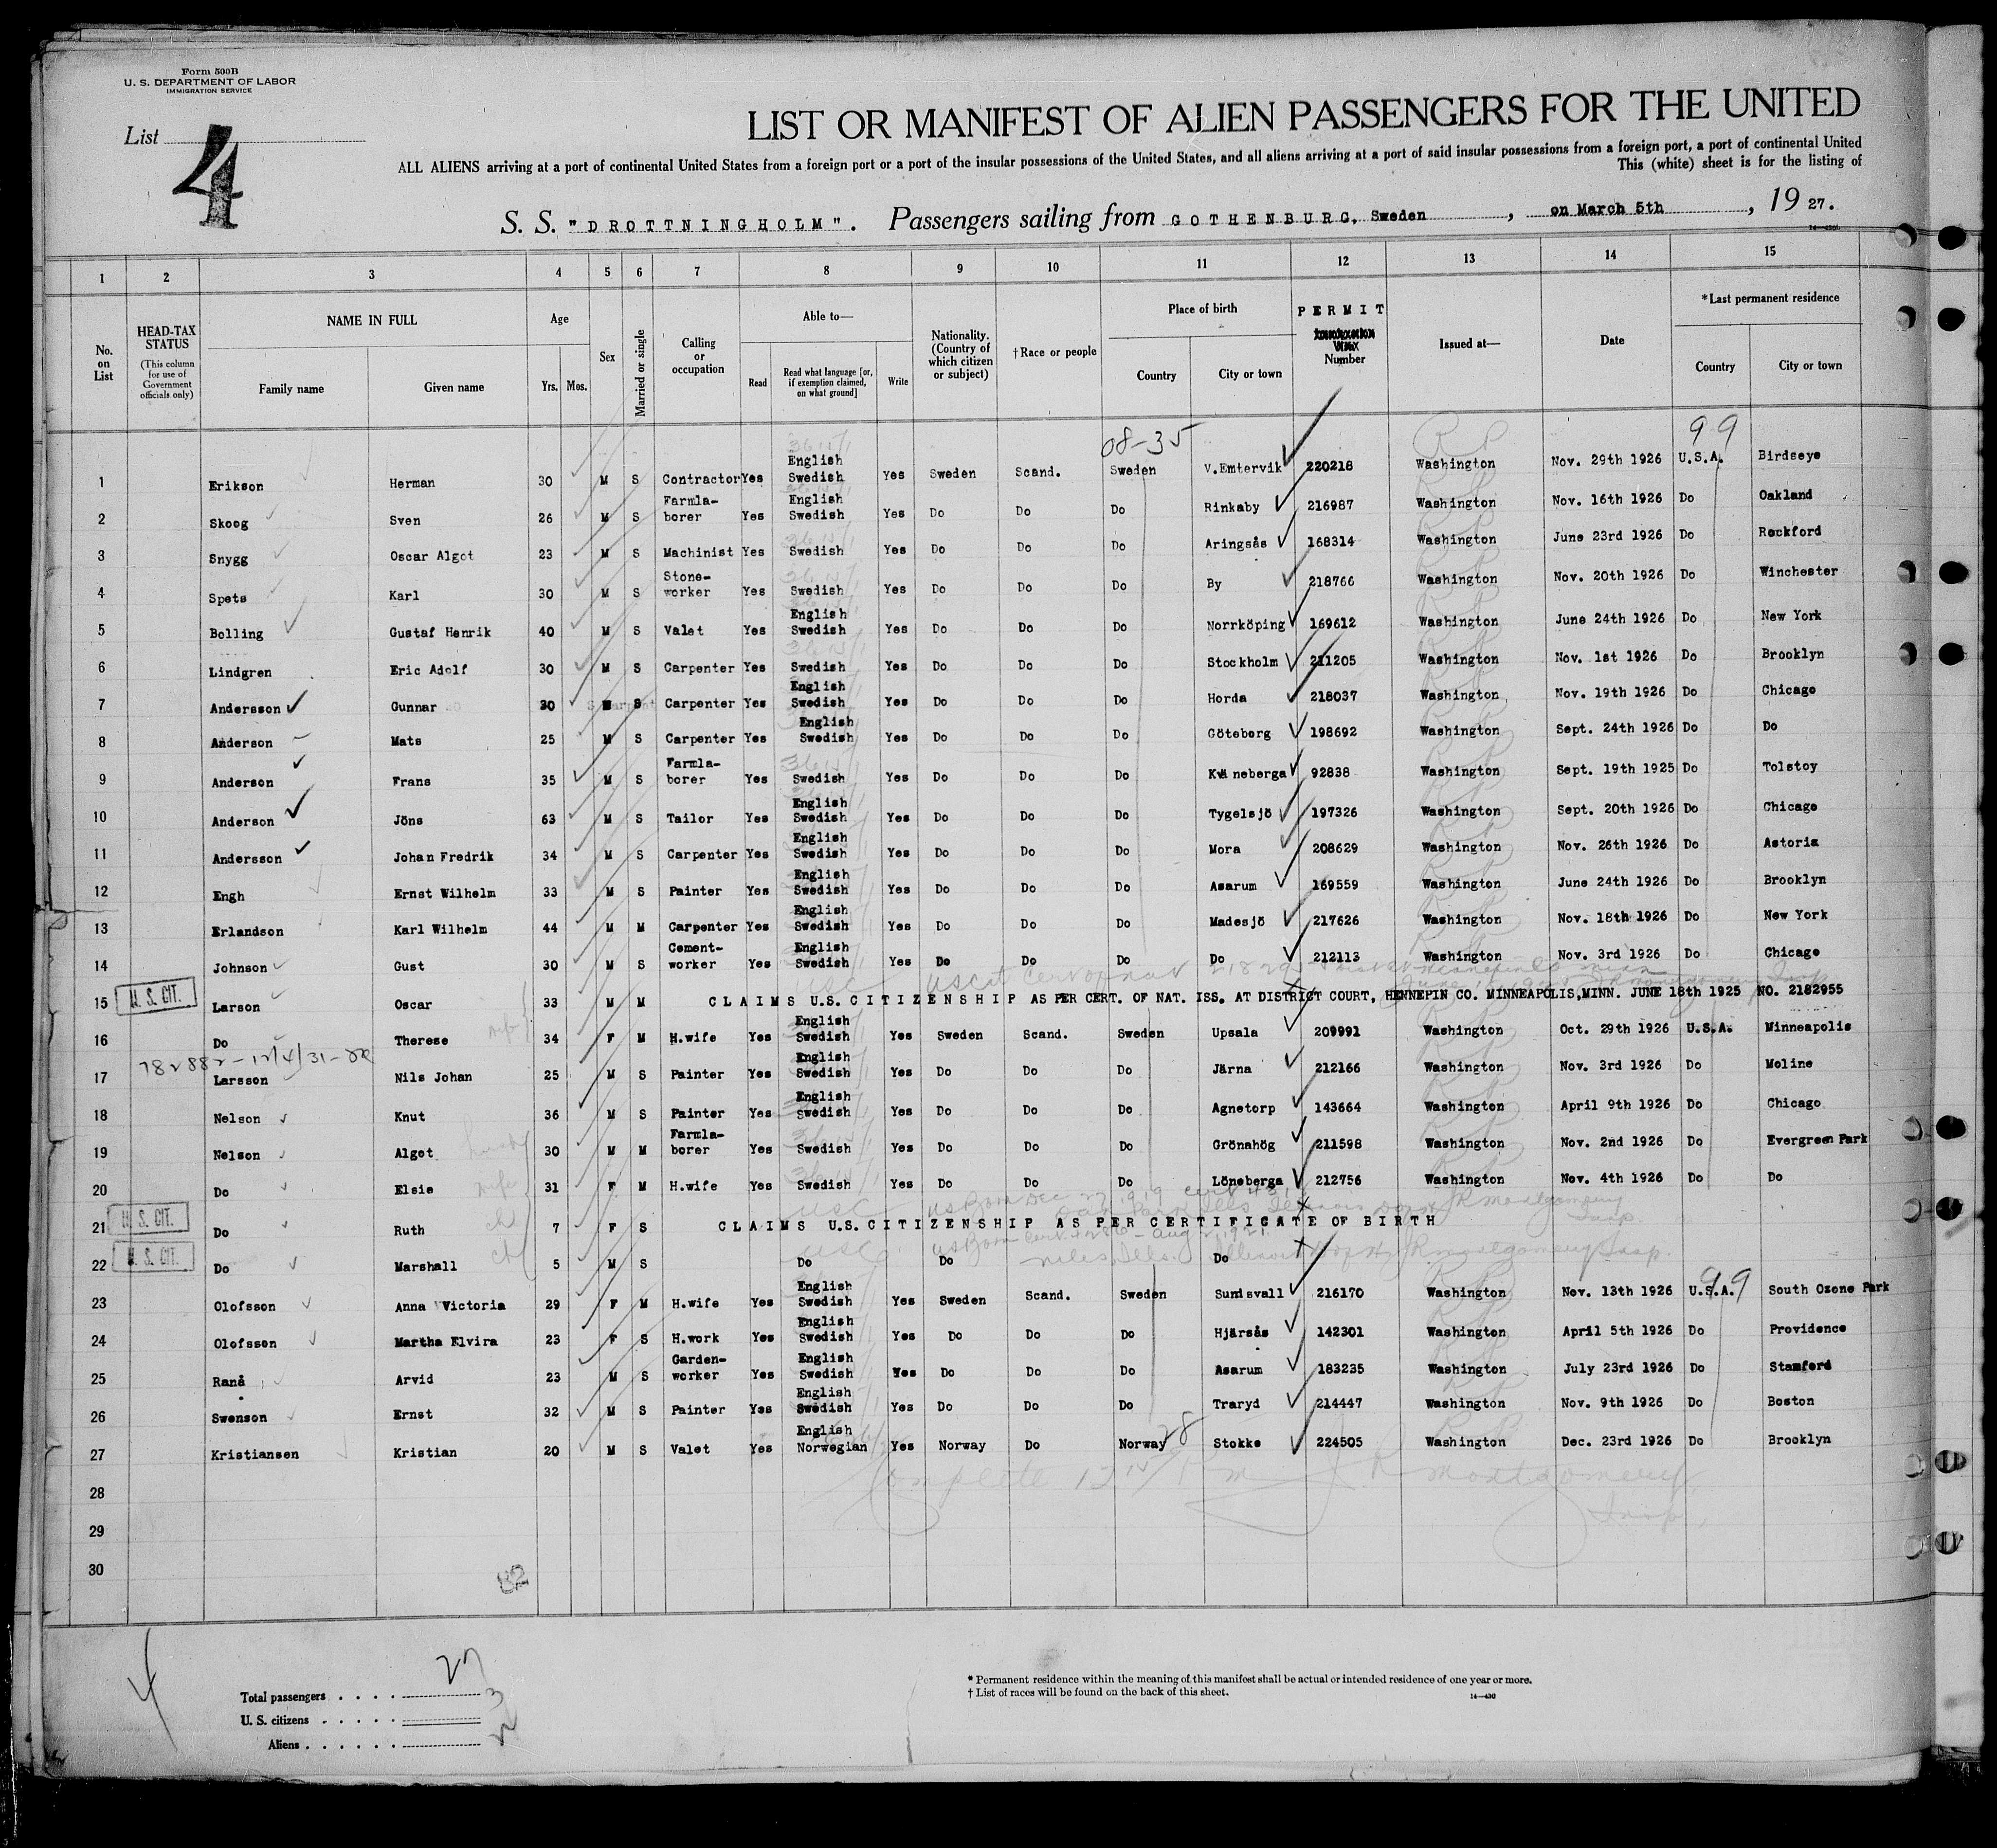 Form 500B
U. S. DEPARTMENT OF LABOR
IMMIGRATION SERVICE
List
4
LIST OR MANIFEST OF ALIEN PASSENGERS FOR THE UNITED
ALL ALIENS arriving at a port of continental United States from a foreign port or a port of the insular possessions of the United States, and all aliens arriving at a port of said insular possessions from a foreign port, a port of continental United
This (white) sheet is for the listing of
S. S. "DROTTNINGHOLM". Passengers sailing from GOTHENBURG, Sweden, on March 5th, 1927.
1 2 3 4 5 6 7 8 9 10 11 12 13 14 15
No. on List
HEAD-TAX STATUS (This column for use of Government officials only)
NAME IN FULL Family name Given name
Age Yrs. Mos.
Sex
Married or single
Calling or occupation
Able to— Read Read what language [or, if exemption claimed, on what ground] Write
Nationality. (Country of which citizen or subject)
†Race or people
Place of birth Country City or town
PERMIT Number
Issued at—
Date
*Last permanent residence Country City or town
08-35 99
1 Erikson Herman 30 M S Contractor Yes English Swedish Yes Sweden Scand. Sweden V.Emtervik 220218 Washington Nov. 29th 1926 U.S.A. Birdseye
2 Skoog Sven 26 M S Farmla-borer Yes English Swedish Yes Do Do Do Rinkaby 216987 Washington Nov. 16th 1926 Do Oakland
3 Snygg Oscar Algot 23 M S Machinist Yes Swedish Yes Do Do Do Aringsås 168314 Washington June 23rd 1926 Do Rockford
4 Spets Karl 30 M S Stone-worker Yes Swedish Yes Do Do Do By 218766 Washington Nov. 20th 1926 Do Winchester
5 Bolling Gustaf Henrik 40 M S Valet Yes English Swedish Yes Do Do Do Norrköping 169612 Washington June 24th 1926 Do New York
6 Lindgren Eric Adolf 30 M S Carpenter Yes Swedish Yes Do Do Do Stockholm 211205 Washington Nov. 1st 1926 Do Brooklyn
7 Andersson Gunnar 30 M S Carpenter Yes English Swedish Yes Do Do Do Horda 218037 Washington Nov. 19th 1926 Do Chicago
8 Anderson Mats 25 M S Carpenter Yes English Swedish Yes Do Do Do Göteborg 198692 Washington Sept. 24th 1926 Do Do
9 Anderson Frans 35 M S Farmla-borer Yes Swedish Yes Do Do Do Kvaneberga 92838 Washington Sept. 19th 1925 Do Tolstoy
10 Anderson Jöns 63 M S Tailor Yes English Swedish Yes Do Do Do Tygelsjö 197326 Washington Sept. 20th 1926 Do Chicago
11 Andersson Johan Fredrik 34 M S Carpenter Yes English Swedish Yes Do Do Do Mora 208629 Washington Nov. 26th 1926 Do Astoria
12 Engh Ernst Wilhelm 33 M S Painter Yes English Swedish Yes Do Do Do Asarum 169559 Washington June 24th 1926 Do Brooklyn
13 Erlandson Karl Wilhelm 44 M M Carpenter Yes English Swedish Yes Do Do Do Madesjö 217626 Washington Nov. 18th 1926 Do New York
14 Johnson Gust 30 M S Cement-worker Yes English Swedish Yes Do Do Do Do 212113 Washington Nov. 3rd 1926 Do Chicago
15 U. S. CIT. Larson Oscar 33 M M CLAIMS U.S. CITIZENSHIP AS PER CERT. OF NAT. ISS. AT DISTRICT COURT, HENNEPIN CO. MINNEAPOLIS, MINN. JUNE 18th 1925 NO. 2182955
16 Do Therese 34 F M H.wife Yes English Swedish Yes Sweden Scand. Sweden Upsala 209991 Washington Oct. 29th 1926 U.S.A. Minneapolis
17 Larsson Nils Johan 25 M S Painter Yes English Swedish Yes Do Do Do Järna 212166 Washington Nov. 3rd 1926 Do Moline
18 Nelson Knut 36 M S Painter Yes English Swedish Yes Do Do Do Agnetorp 143664 Washington April 9th 1926 Do Chicago
19 Nelson Algot 30 M M Farmla-borer Yes Swedish Yes Do Do Do Grönahög 211598 Washington Nov. 2nd 1926 Do Evergreen Park
20 Do Elsie wife 31 F M H.wife Yes Swedish Yes Do Do Do Löneberga 212756 Washington Nov. 4th 1926 Do Do
21 U. S. CIT. Do Ruth 7 F S CLAIMS U.S. CITIZENSHIP AS PER CERTIFICATE OF BIRTH
22 U. S. CIT. Do Marshall 5 M S Do Do Do
23 Olofsson Anna Victoria 29 F M H.wife Yes English Swedish Yes Sweden Scand. Sweden Sundsvall 216170 Washington Nov. 13th 1926 U.S.A. South Ozone Park
24 Olofsson Martha Elvira 23 F S H.work Yes English Swedish Yes Do Do Do Hjärsås 142301 Washington April 5th 1926 Do Providence
25 Ranå Arvid 23 M S Garden-worker Yes English Swedish Yes Do Do Do Asarum 183235 Washington July 23rd 1926 Do Stamford
26 Swenson Ernst 32 M S Painter Yes English Swedish Yes Do Do Do Traryd 214447 Washington Nov. 9th 1926 Do Boston
27 Kristiansen Kristian 20 M S Valet Yes English Norwegian Yes Norway Do Norway 28 Stokke 224505 Washington Dec. 23rd 1926 Do Brooklyn
28
29
30
Total passengers 27
U. S. citizens 3
Aliens
* Permanent residence within the meaning of this manifest shall be actual or intended residence of one year or more.
† List of races will be found on the back of this sheet.
14—430